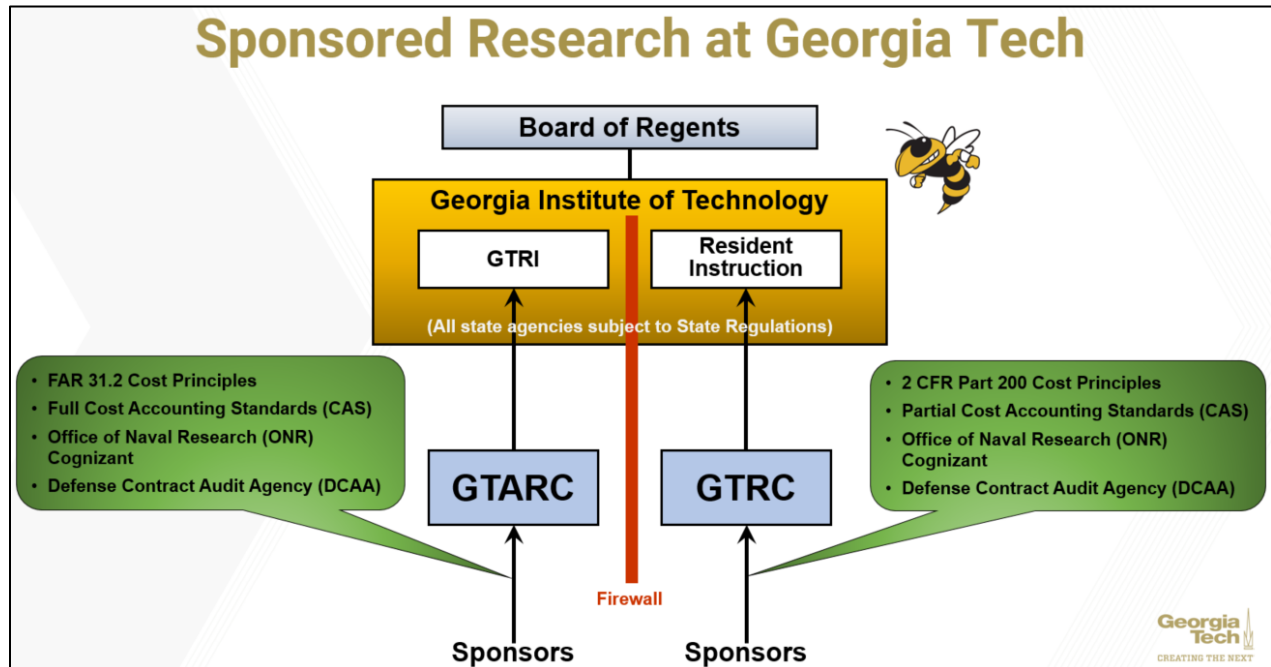 Sponsored Research at Georgia Tech
Board of Regents
Georgia Institute of Technology
GTRI
Resident
Instruction
(All state agencies subject to State Regulations)
• FAR 31.2 Cost Principles
• Full Cost Accounting Standards (CAS)
• Office of Naval Research (ONR)
Cognizant
• Defense Contract Audit Agency (DCAA)
• 2 CFR Part 200 Cost Principles
• Partial Cost Accounting Standards (CAS)
• Office of Naval Research (ONR)
Cognizant
• Defense Contract Audit Agency (DCAA)
GTARC
GTRC
Firewall
Sponsors
Sponsors
Georgia
Tech
CREATING THE NEXT